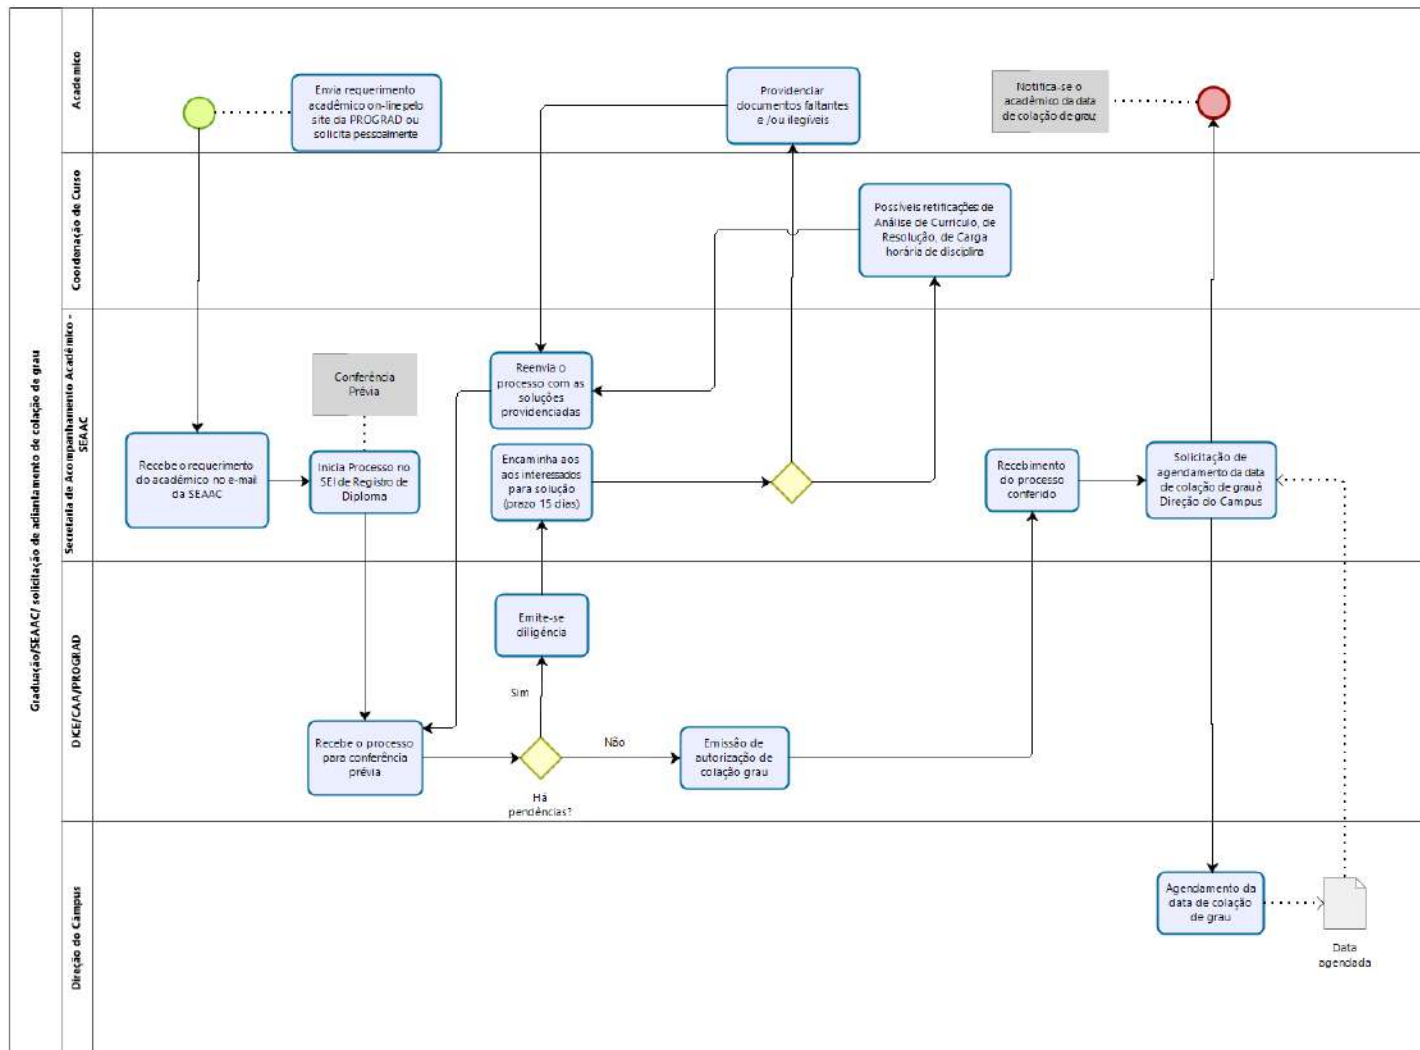 Graduação/SEAAC/ solicitação de adiantamento de colação de grau
Academico
Envia requerimento
acadêmico on-line pelo
site da PROGRAD ou
solicita pessoalmente
Providenciar
documentos faltantes
e /ou ilegíveis
Notifica-se o
acadêmico da data
de colação de grau;
Coordenação de Curso
Possíveis retificações de
Análise de Currículo, de
Resolução, de Carga
horária de disciplina
Secretaria de Acompanhamento Acadêmico -
SEAAC
Conferência
Prévia
Recebe o requerimento
do acadêmico no e-mail
da SEAAC
Inicia Processo no
SEI de Registro de
Diploma
Reenvia o
processo com as
soluções
providenciadas
Encaminha aos
aos interessados
para solução
(prazo 15 dias)
Recebimento
do processo
conferido
Solicitação de
agendamento da data
de colação de grau à
Direção do Campus
DICE/CAA/PROGRAD
Emite-se
diligência
Sim
Recebe o processo
para conferência
prévia
Há
pendências?
Não
Emissão de
autorização de
colação grau
Direção do Câmpus
Agendamento da
data de colação
de grau
Data
agendada